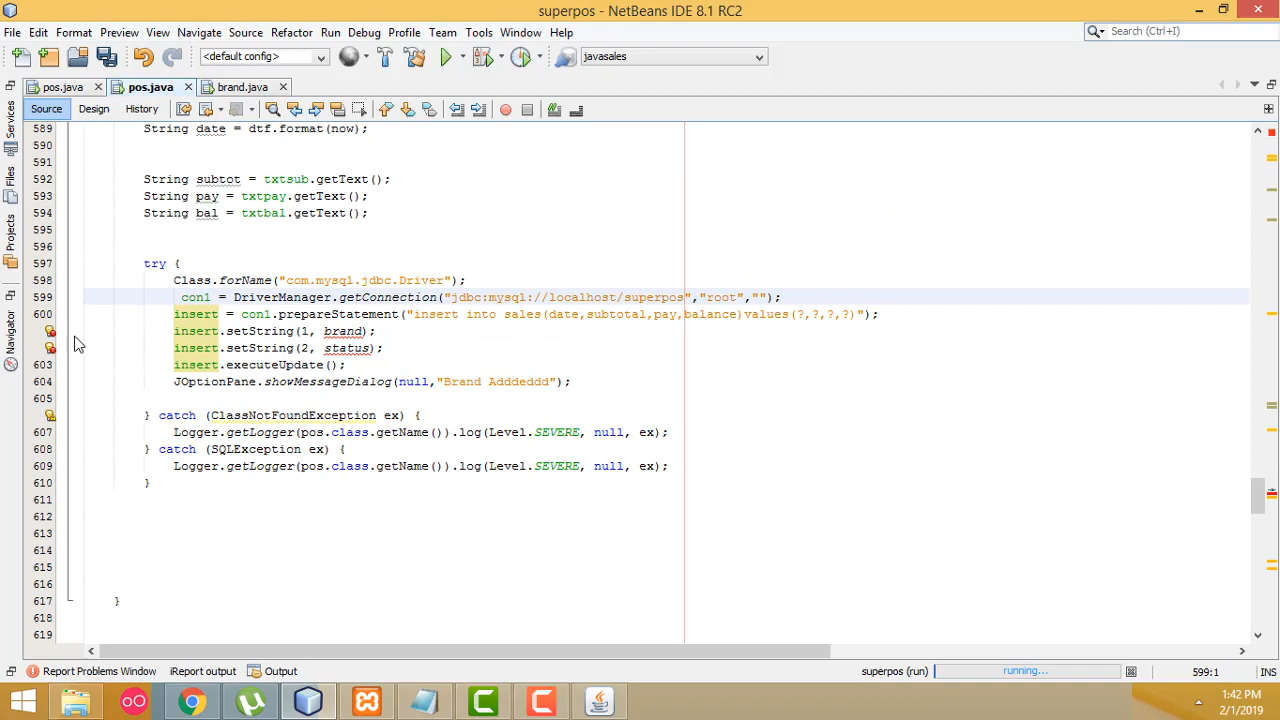 superpos - NetBeans IDE 8.1 RC2
File Edit View Navigate Source Refactor Run Debug Profile Team Tools Window Help
Format Preview
Search (Ctrl+I)
<default config>
javasales
pos.java
pos.java
brand.java
Source Design History
Services
Files
Projects
Navigator
589 String date = dtf.format(now);
590
591
592 String subtot = txtsub.getText();
593 String pay = txtpay.getText();
594 String bal = txtbal.getText();
595
596
597 try {
598 Class.forName("com.mysql.jdbc.Driver");
599 con1 = DriverManager.getConnection("jdbc:mysql://localhost/superpos","root","");
600 insert = con1.prepareStatement("insert into sales(date,subtotal,pay,balance)values(?,?,?,?)");
insert.setString(1, brand);
insert.setString(2, status);
603 insert.executeUpdate();
604 JOptionPane.showMessageDialog(null,"Brand Adddeddd");
605
} catch (ClassNotFoundException ex) {
607 Logger.getLogger(pos.class.getName()).log(Level.SEVERE, null, ex);
608 } catch (SQLException ex) {
609 Logger.getLogger(pos.class.getName()).log(Level.SEVERE, null, ex);
610 }
611
612
613
614
615
616
617 }
618
619
Report Problems Window iReport output Output superpos (run) running... 599:1 INS
1:42 PM
2/1/2019